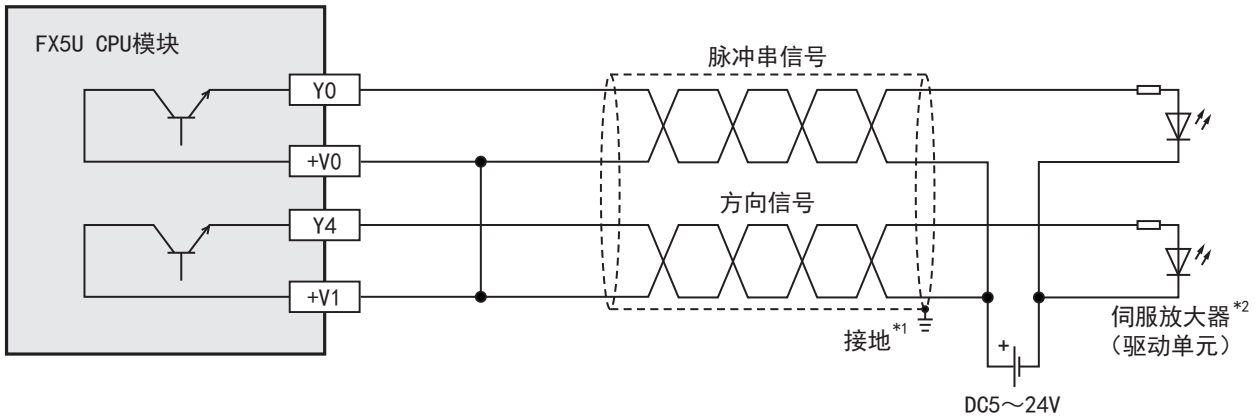 FX5U CPU模块
脉冲串信号
Y0
+V0
方向信号
Y4
+V1
接地*1
伺服放大器*2
（驱动单元）
+
DC5～24V